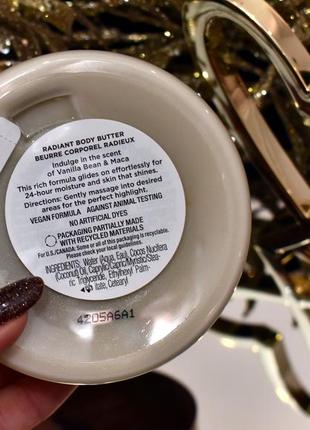 RADIANT BODY BUTTER
BEURRE CORPOREL RADIEUX
Indulge in the scent
of Vanilla Bean & Maca
This rich formula glides on effortlessly for
24-hour moisture and skin that shines.
Directions: Gently massage into desired
areas for the perfect highlight.
VEGAN FORMULA AGAINST ANIMAL TESTING
NO ARTIFICIAL DYES
PACKAGING PARTIALLY MADE
WITH RECYCLED MATERIALS
For U.S./CANADA: Some or all of this packaging is recyclable.
Please check your local guidelines.
INGREDIENTS: Water (Aqua, Eau), Cocos Nucifera
(Coconut) Oil, Caprylic/Capric/Myristic/Stea-
ric Triglyceride, Ethylhexyl Palm-
itate, Cetearyl
4205A6A1